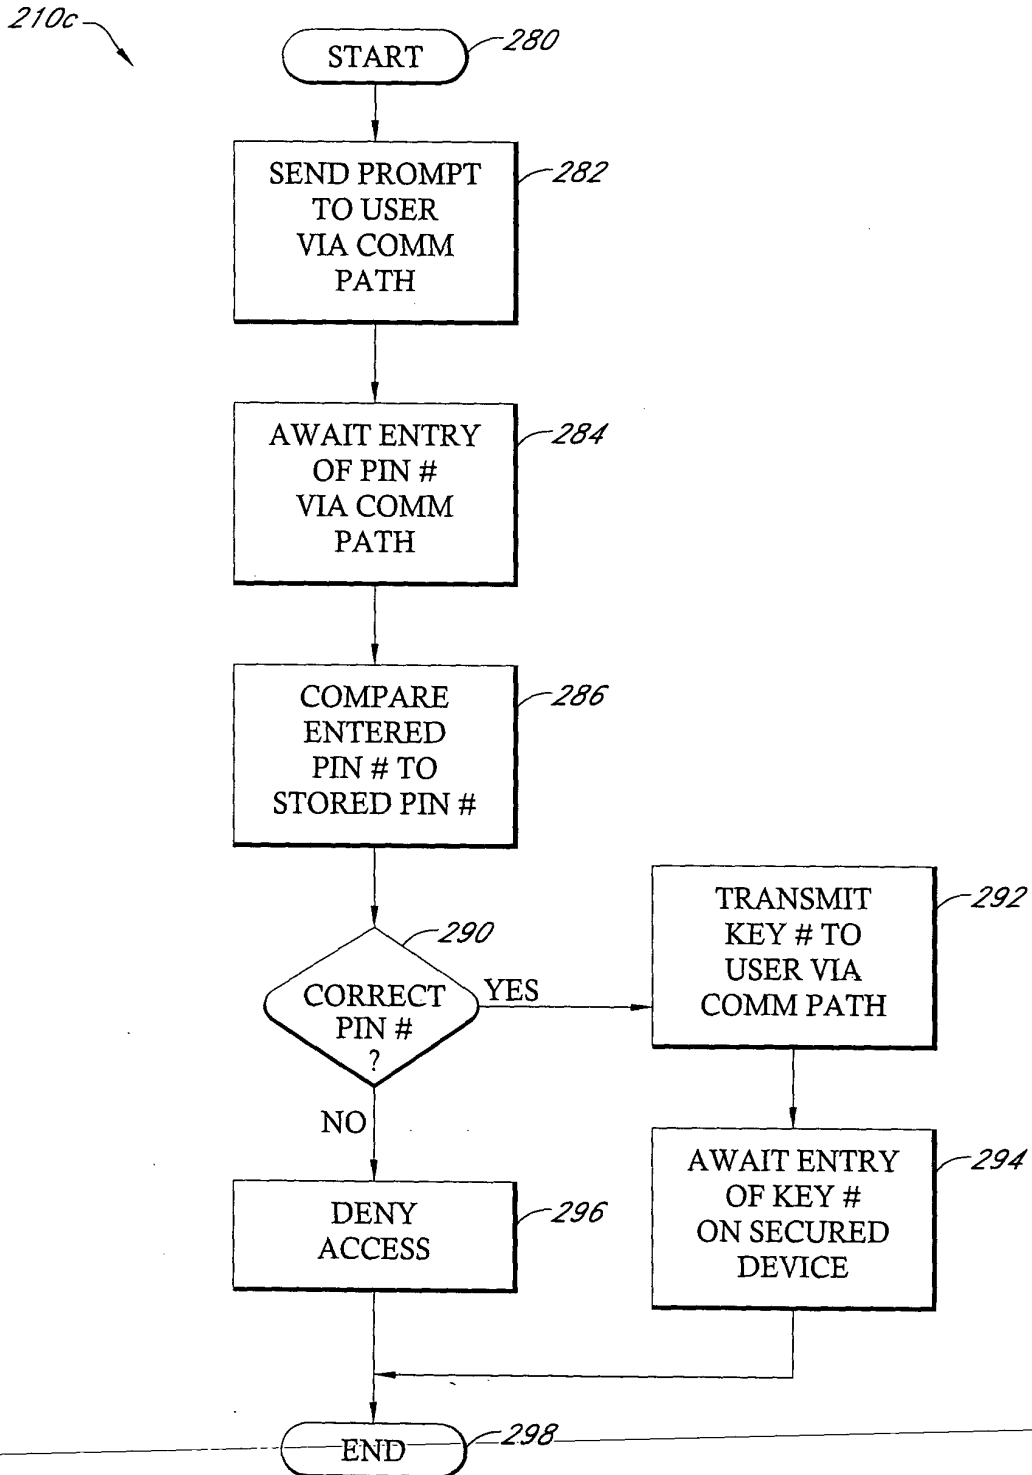 210c
START
280
SEND PROMPT
TO USER
VIA COMM
PATH
282
AWAIT ENTRY
OF PIN #
VIA COMM
PATH
284
COMPARE
ENTERED
PIN # TO
STORED PIN #
286
CORRECT
PIN #
?
290
YES
TRANSMIT
KEY # TO
USER VIA
COMM PATH
292
NO
AWAIT ENTRY
OF KEY #
ON SECURED
DEVICE
294
DENY
ACCESS
296
END
298